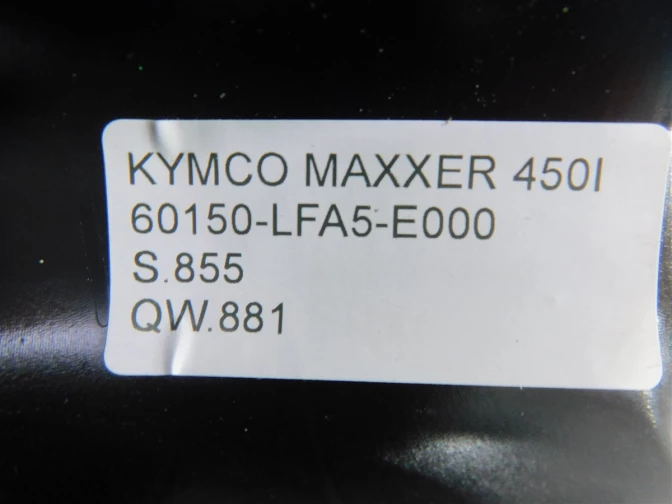 KYMCO MAXXER 450I
60150-LFA5-E000
S.855
QW.881